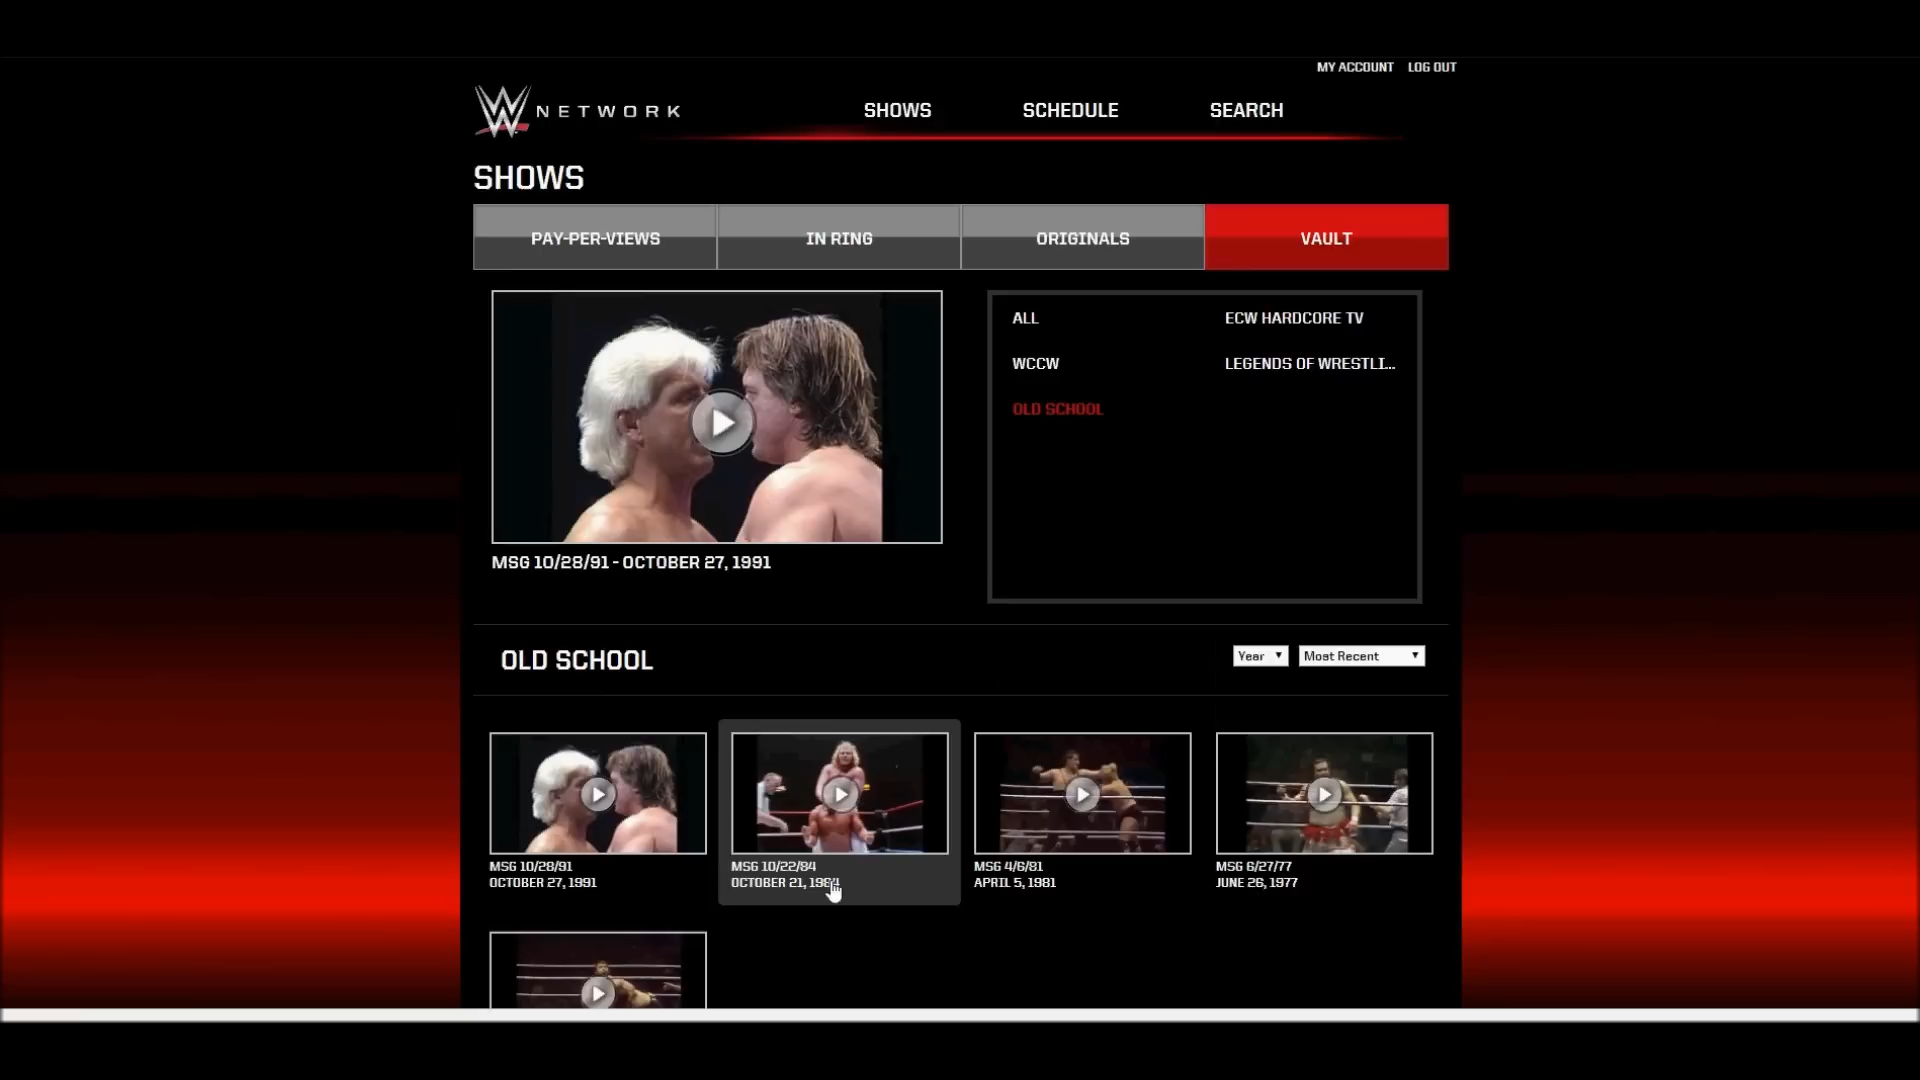 MY ACCOUNT LOG OUT
W NETWORK SHOWS SCHEDULE SEARCH
SHOWS
PAY-PER-VIEWS IN RING ORIGINALS VAULT
ALL ECW HARDCORE TV
WCCW LEGENDS OF WRESTLI...
OLD SCHOOL
MSG 10/28/91 - OCTOBER 27, 1991
OLD SCHOOL
Year Most Recent
MSG 10/28/91 MSG 10/22/84 MSG 4/6/81 MSG 6/27/77
OCTOBER 27, 1991 OCTOBER 21, 1984 APRIL 5, 1981 JUNE 26, 1977